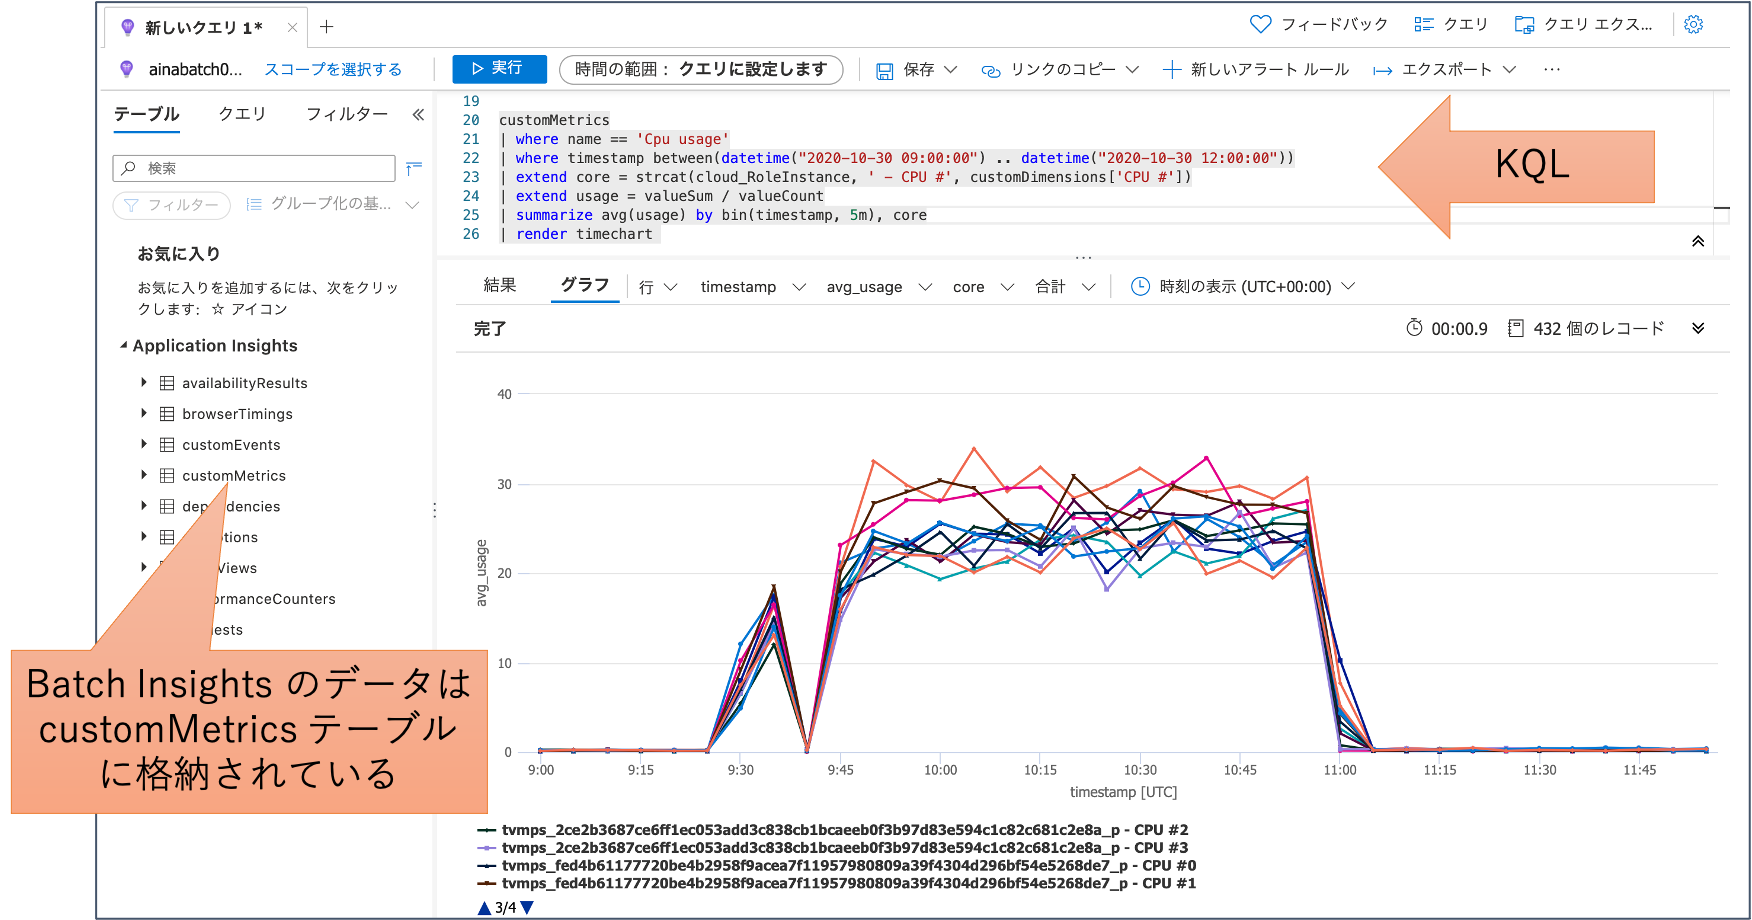 新しいクエリ 1*
フィードバック
クエリ
クエリ エクス...
ainabatch0...
スコープを選択する
実行
時間の範囲： クエリに設定します
保存
リンクのコピー
新しいアラート ルール
エクスポート
...
テーブル
クエリ
フィルター
検索
フィルター
グループ化の基...
お気に入り
お気に入りを追加するには、次をクリッ
クします: ☆ アイコン
Application Insights
availabilityResults
browserTimings
customEvents
customMetrics
dependencies
tions
Views
ormanceCounters
ests
19
20 customMetrics
21 | where name == 'Cpu usage'
22 | where timestamp between(datetime("2020-10-30 09:00:00") .. datetime("2020-10-30 12:00:00"))
23 | extend core = strcat(cloud_RoleInstance, ' - CPU #', customDimensions['CPU #'])
24 | extend usage = valueSum / valueCount
25 | summarize avg(usage) by bin(timestamp, 5m), core
26 | render timechart
KQL
結果
グラフ
行
timestamp
avg_usage
core
合計
時刻の表示 (UTC+00:00)
完了
00:00.9
432 個のレコード
40
30
20
10
0
avg_usage
9:00 9:15 9:30 9:45 10:00 10:15 10:30 10:45 11:00 11:15 11:30 11:45
timestamp [UTC]
tvmps_2ce2b3687ce6ff1ec053add3c838cb1bcaeeb0f3b97d83e594c1c82c681c2e8a_p - CPU #2
tvmps_2ce2b3687ce6ff1ec053add3c838cb1bcaeeb0f3b97d83e594c1c82c681c2e8a_p - CPU #3
tvmps_fed4b61177720be4b2958f9acea7f11957980809a39f4304d296bf54e5268de7_p - CPU #0
tvmps_fed4b61177720be4b2958f9acea7f11957980809a39f4304d296bf54e5268de7_p - CPU #1
3/4
Batch Insights のデータは
customMetrics テーブル
に格納されている